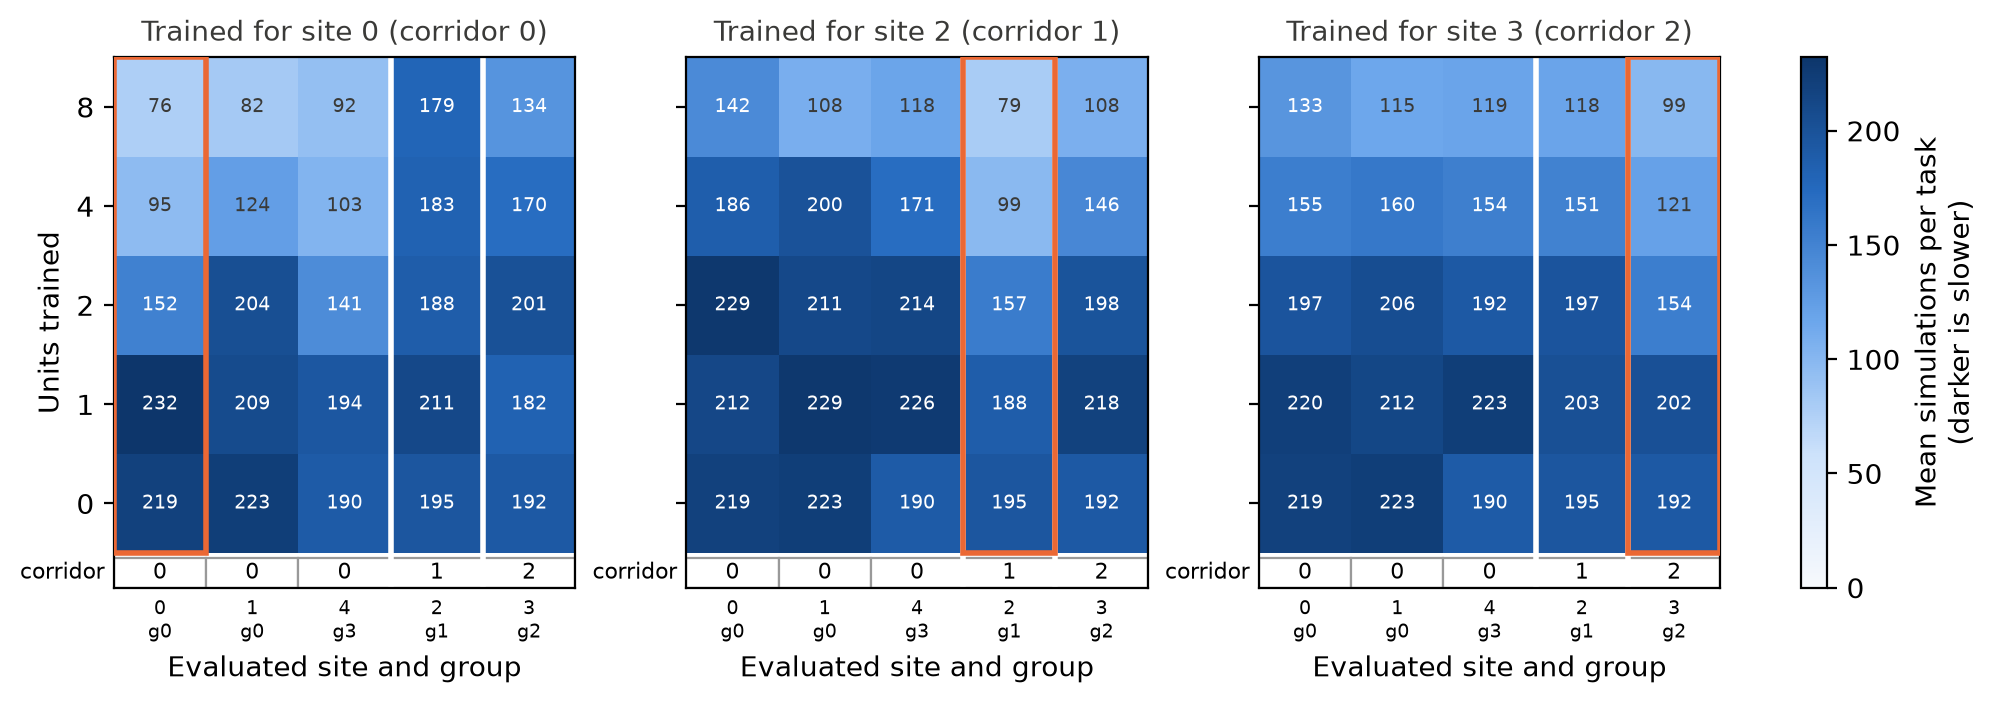 Trained for site 0 (corridor 0)
Trained for site 2 (corridor 1)
Trained for site 3 (corridor 2)
Units trained
8
76 82 92 179 134
142 108 118 79 108
133 115 119 118 99
4
95 124 103 183 170
186 200 171 99 146
155 160 154 151 121
2
152 204 141 188 201
229 211 214 157 198
197 206 192 197 154
1
232 209 194 211 182
212 229 226 188 218
220 212 223 203 202
0
219 223 190 195 192
219 223 190 195 192
219 223 190 195 192
corridor 0 0 0 1 2
corridor 0 0 0 1 2
corridor 0 0 0 1 2
0 1 4 2 3
g0 g0 g3 g1 g2
0 1 4 2 3
g0 g0 g3 g1 g2
0 1 4 2 3
g0 g0 g3 g1 g2
Evaluated site and group
Evaluated site and group
Evaluated site and group
200
150
100
50
0
Mean simulations per task
(darker is slower)